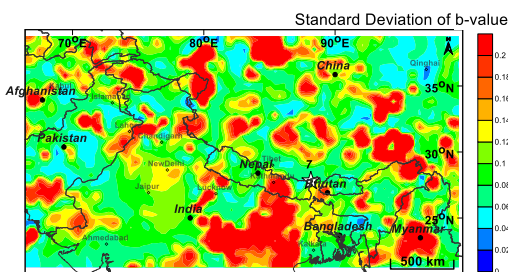 Standard Deviation of b-value
70°E
80°E
90°E
N
China
Qinghai
35°N
Afghanistan
Islamabad
Lahore
Chandigarh
Pakistan
30°N
Tibet
NewDelhi
Nepal
Kathmandu
7
Jaipur
Lucknow
Bhutan
India
25°N
Bangladesh
Myanmar
Ahmedabad
Kolkata
500 km
0.2
0.18
0.16
0.14
0.12
0.1
0.08
0.06
0.04
0.02
0